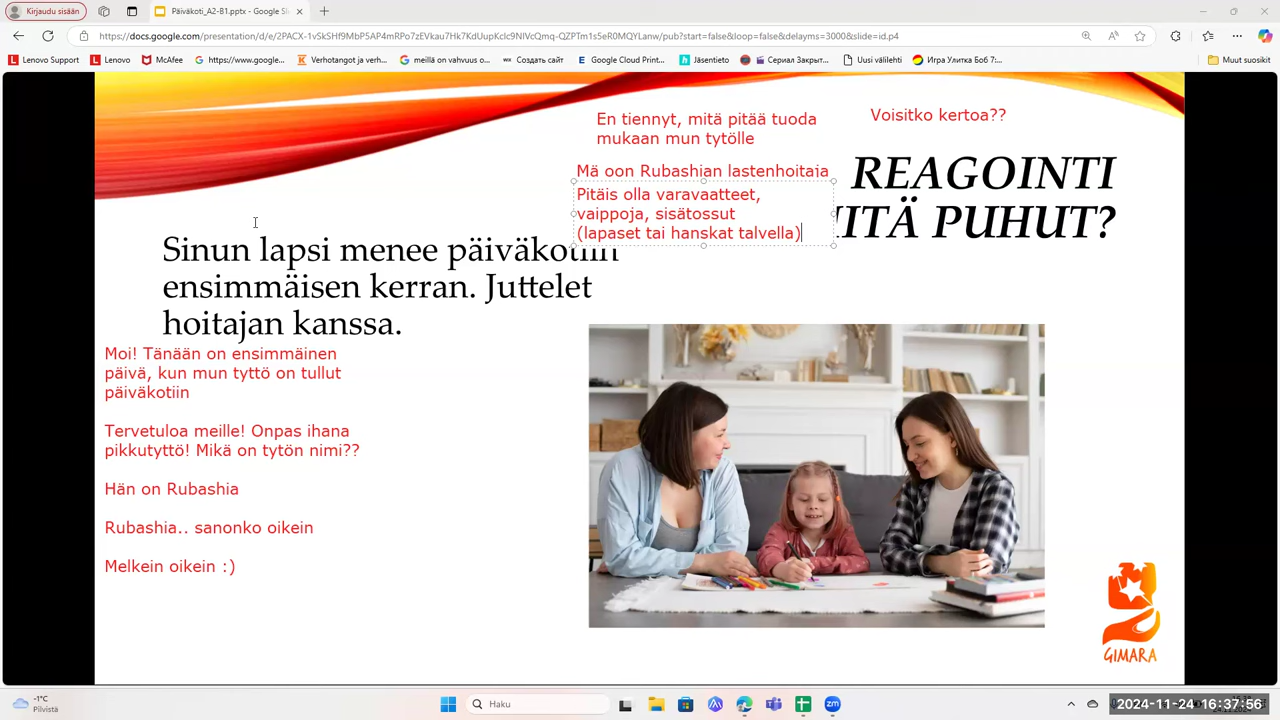 Kirjaudu sisään
Päiväkoti_A2-B1.pptx - Google Sl
https://docs.google.com/presentation/d/e/2PACX-1vSkSHf9MbP5AP4mRPo7zEVkau7Hk7KdUupKclc9NlVcQmq-QZPTm1s5eR0MQYLanw/pub?start=false&loop=false&delayms=3000&slide=id.p4
Lenovo Support
Lenovo
McAfee
https://www.google...
Verhotangot ja verh...
meillä on vahvuus o...
Создать сайт
Google Cloud Print...
Jäsentieto
Сериал Закрыт...
Uusi välilehti
Игра Улитка Боб 7:...
Muut suosikit
En tiennyt, mitä pitää tuoda
mukaan mun tytölle
Voisitko kertoa??
Mä oon Rubashian lastenhoitaja
Pitäis olla varavaatteet,
vaippoja, sisätossut
(lapaset tai hanskat talvella)
REAGOINTI
ITÄ PUHUT?
Sinun lapsi menee päiväkotiin
ensimmäisen kerran. Juttelet
hoitajan kanssa.
Moi! Tänään on ensimmäinen
päivä, kun mun tyttö on tullut
päiväkotiin
Tervetuloa meille! Onpas ihana
pikkutyttö! Mikä on tytön nimi??
Hän on Rubashia
Rubashia.. sanonko oikein
Melkein oikein :)
GIMARA
-1°C
Pilvistä
Haku
2024-11-24 16:37:56